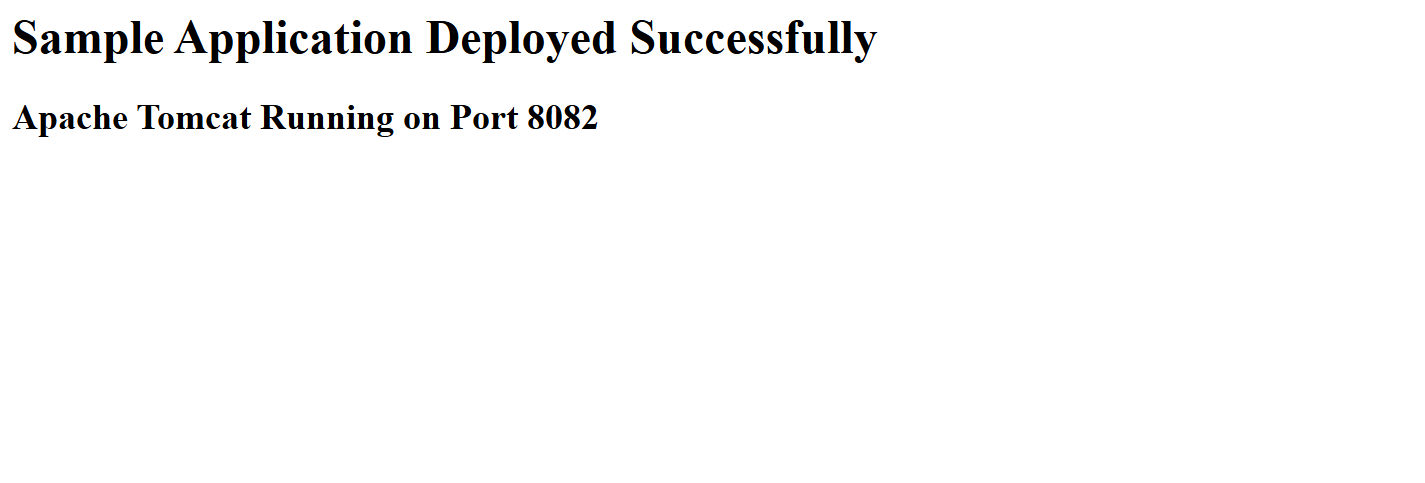 Sample Application Deployed Successfully
Apache Tomcat Running on Port 8082